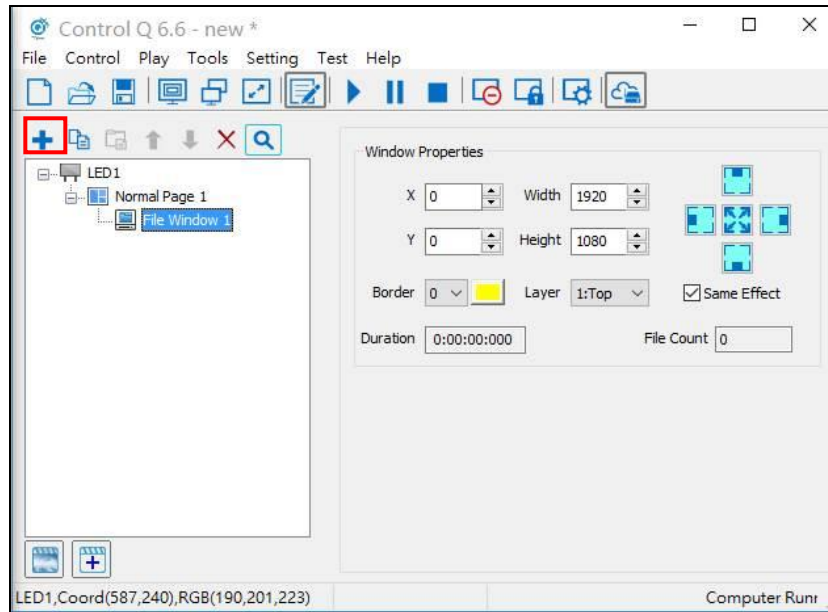 Control Q 6.6 - new *
File Control Play Tools Setting Test Help
LED1
Normal Page 1
File Window 1
Window Properties
X 0 Width 1920
Y 0 Height 1080
Border 0 Layer 1:Top Same Effect
Duration 0:00:00:000 File Count 0
LED1,Coord(587,240),RGB(190,201,223) Computer Runr